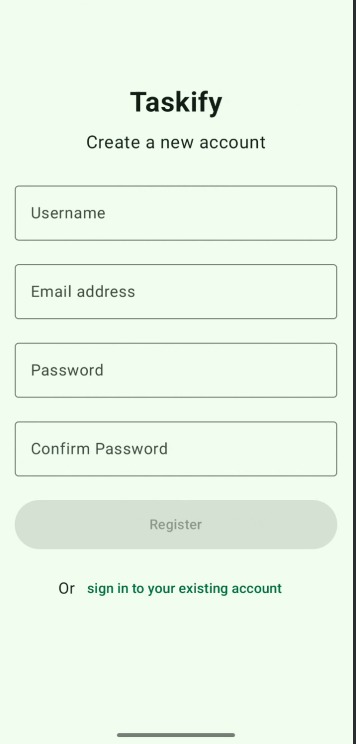 Taskify
Create a new account
Username
Email address
Password
Confirm Password
Register
Or sign in to your existing account